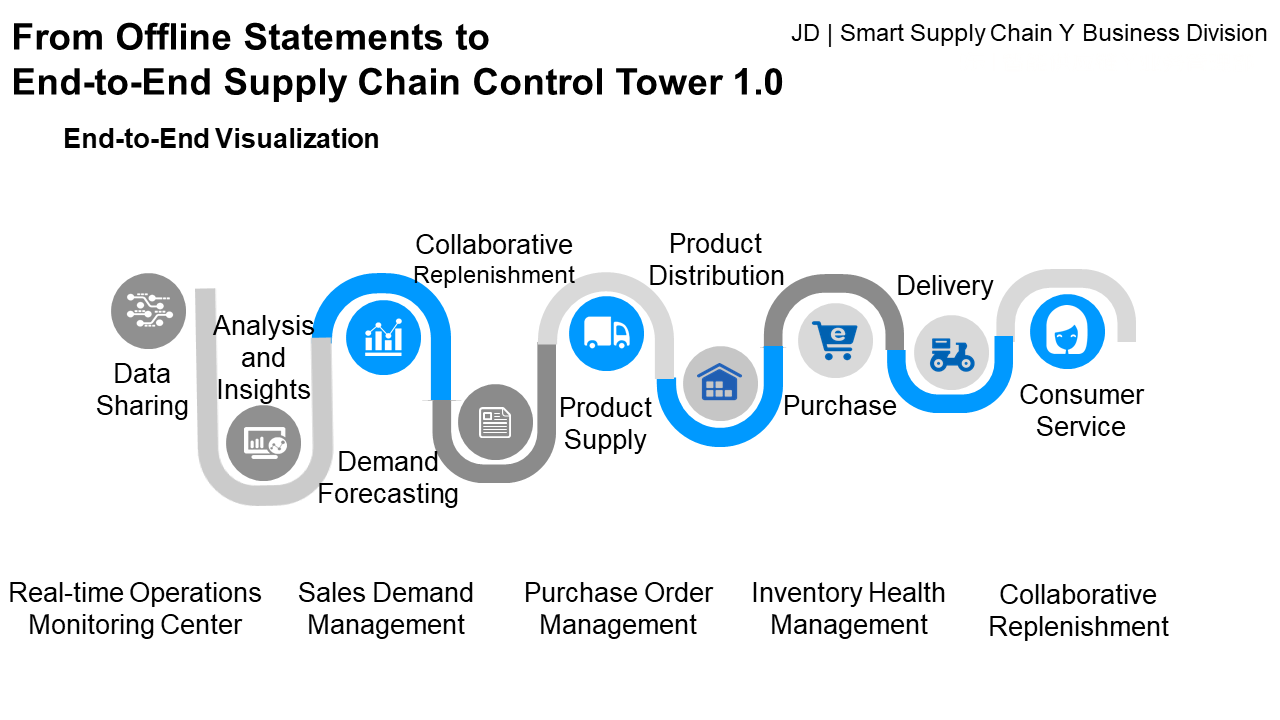 From Offline Statements to
End-to-End Supply Chain Control Tower 1.0
JD | Smart Supply Chain Y Business Division
End-to-End Visualization
Data
Sharing
Analysis
and
Insights
Demand
Forecasting
Collaborative
Replenishment
Product
Supply
Product
Distribution
e
Purchase
Delivery
Consumer
Service
Real-time Operations
Monitoring Center
Sales Demand
Management
Purchase Order
Management
Inventory Health
Management
Collaborative
Replenishment